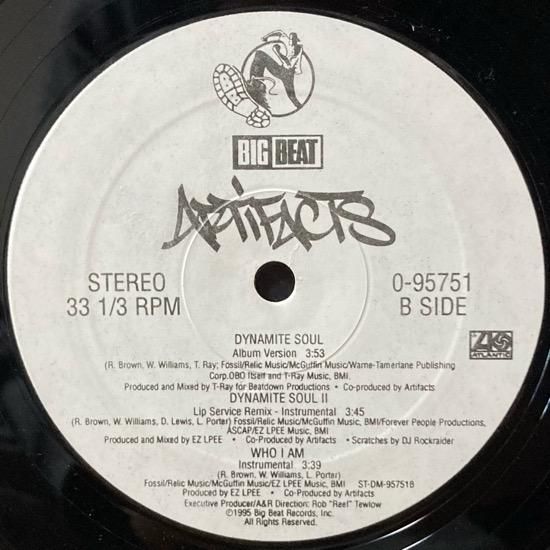 BIG BEAT
ARTIFACTS
STEREO
33 1/3 RPM
0-95751
B SIDE
DYNAMITE SOUL
Album Version 3:53
(R. Brown, W. Williams, T. Ray; Fossil/Relic Music/McGuffin Music/Warne-Tamerlane Publishing
Corp.OBO Itself and T-Ray Music, BMI.
Produced and Mixed by T-Ray for Beatdown Productions • Co-produced by Artifacts
ATLANTIC
DYNAMITE SOUL II
Lip Service Remix - Instrumental 3:45
(R. Brown, W. Williams, D. Lewis, L. Porter) Fossil/Relic Music/McGuffin Music, BMI/Forever People Productions,
ASCAP/EZ LPEE Music, BMI
Produced and Mixed by EZ LPEE • Co-Produced by Artifacts • Scratches by DJ Rockraider
WHO I AM
Instrumental 3:39
(R. Brown, W. Williams, L. Porter)
Fossil/Relic Music/McGuffin Music/EZ LPEE Music, BMI ST-DM-95751B
Produced by EZ LPEE • Co-Produced by Artifacts
Executive Producer/A&R Direction: Rob "Reef" Tewlow
©1995 Big Beat Records, Inc.
All Rights Reserved.